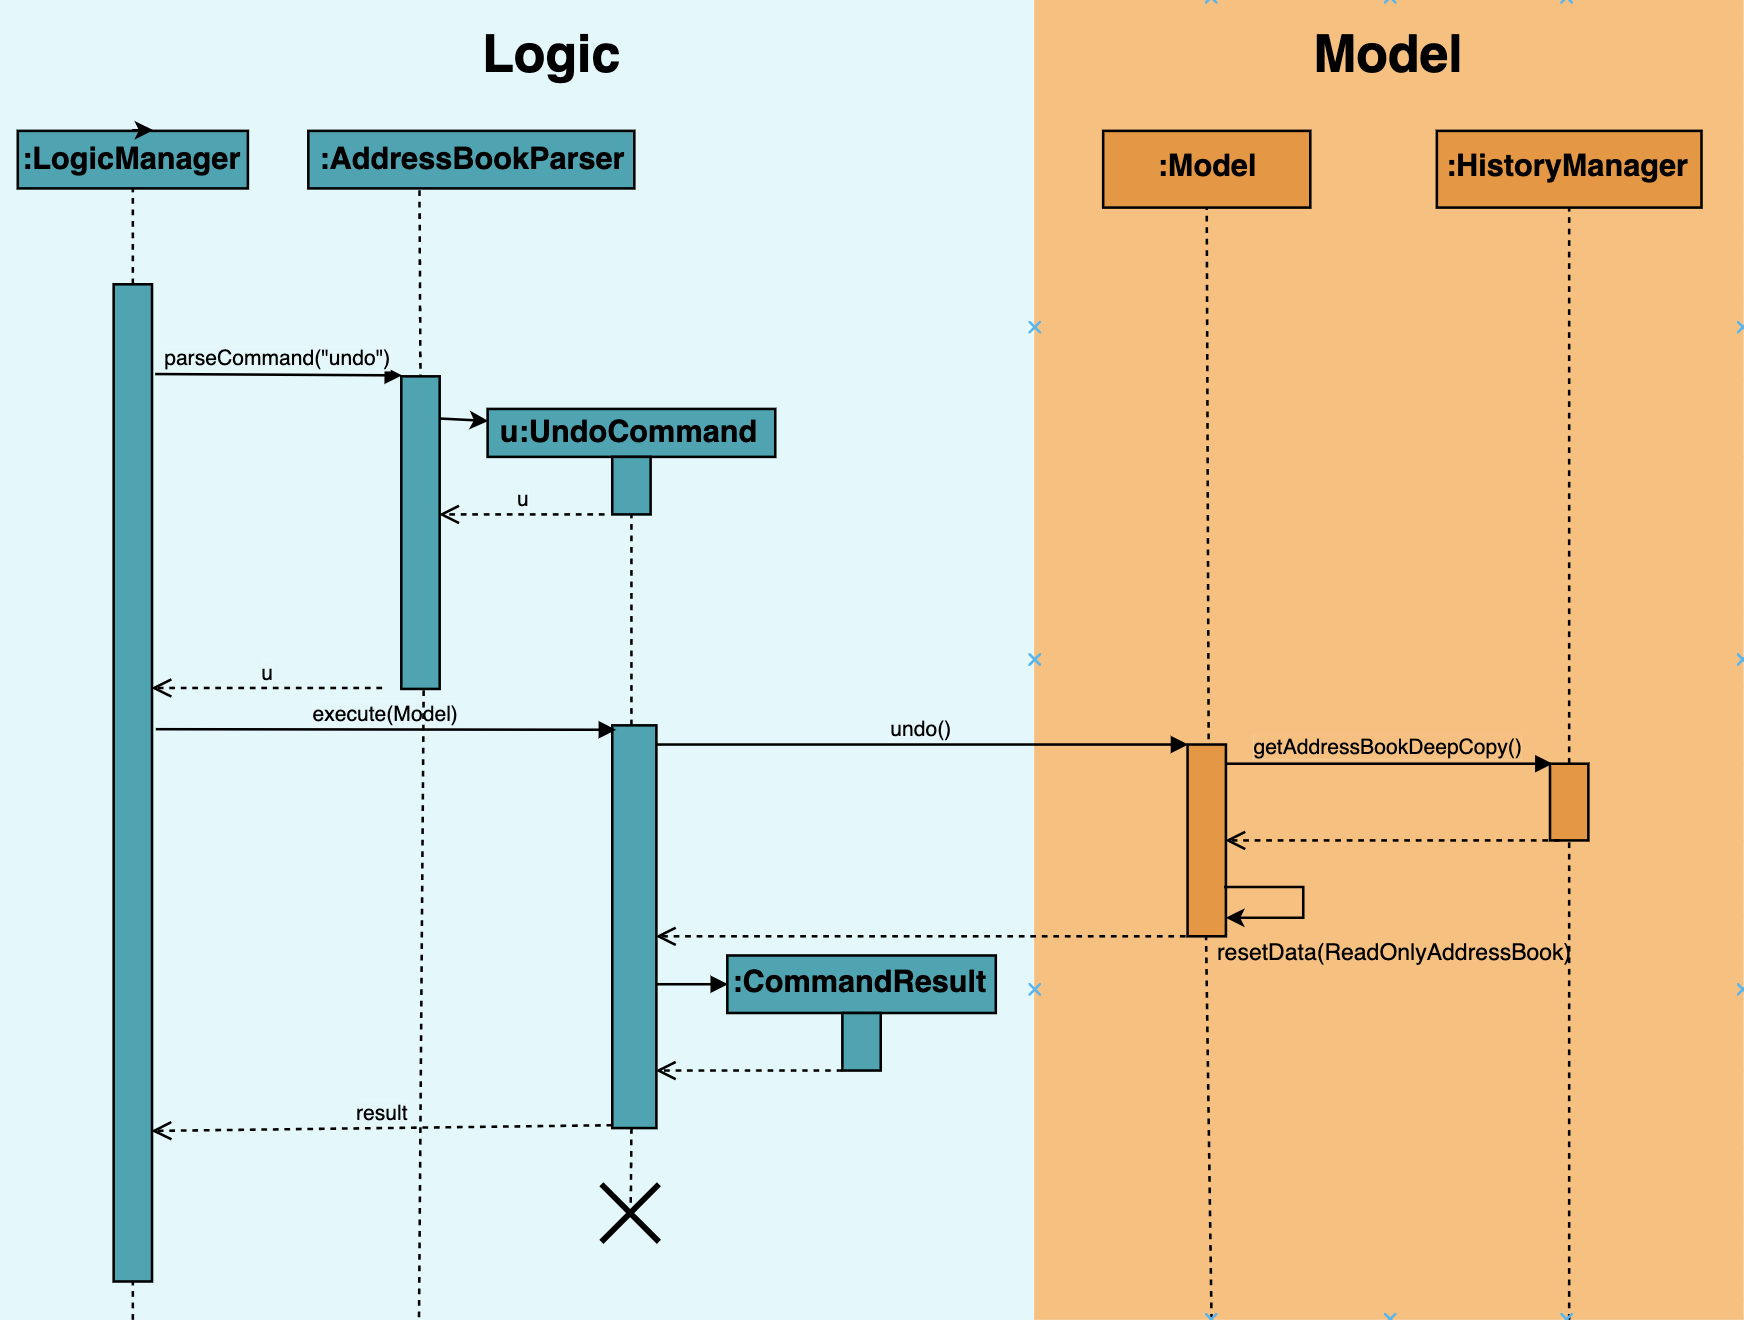 Logic
Model
:LogicManager
:AddressBookParser
:Model
:HistoryManager
parseCommand("undo")
u:UndoCommand
u
u
execute(Model)
undo()
getAddressBookDeepCopy()
resetData(ReadOnlyAddressBook)
:CommandResult
result